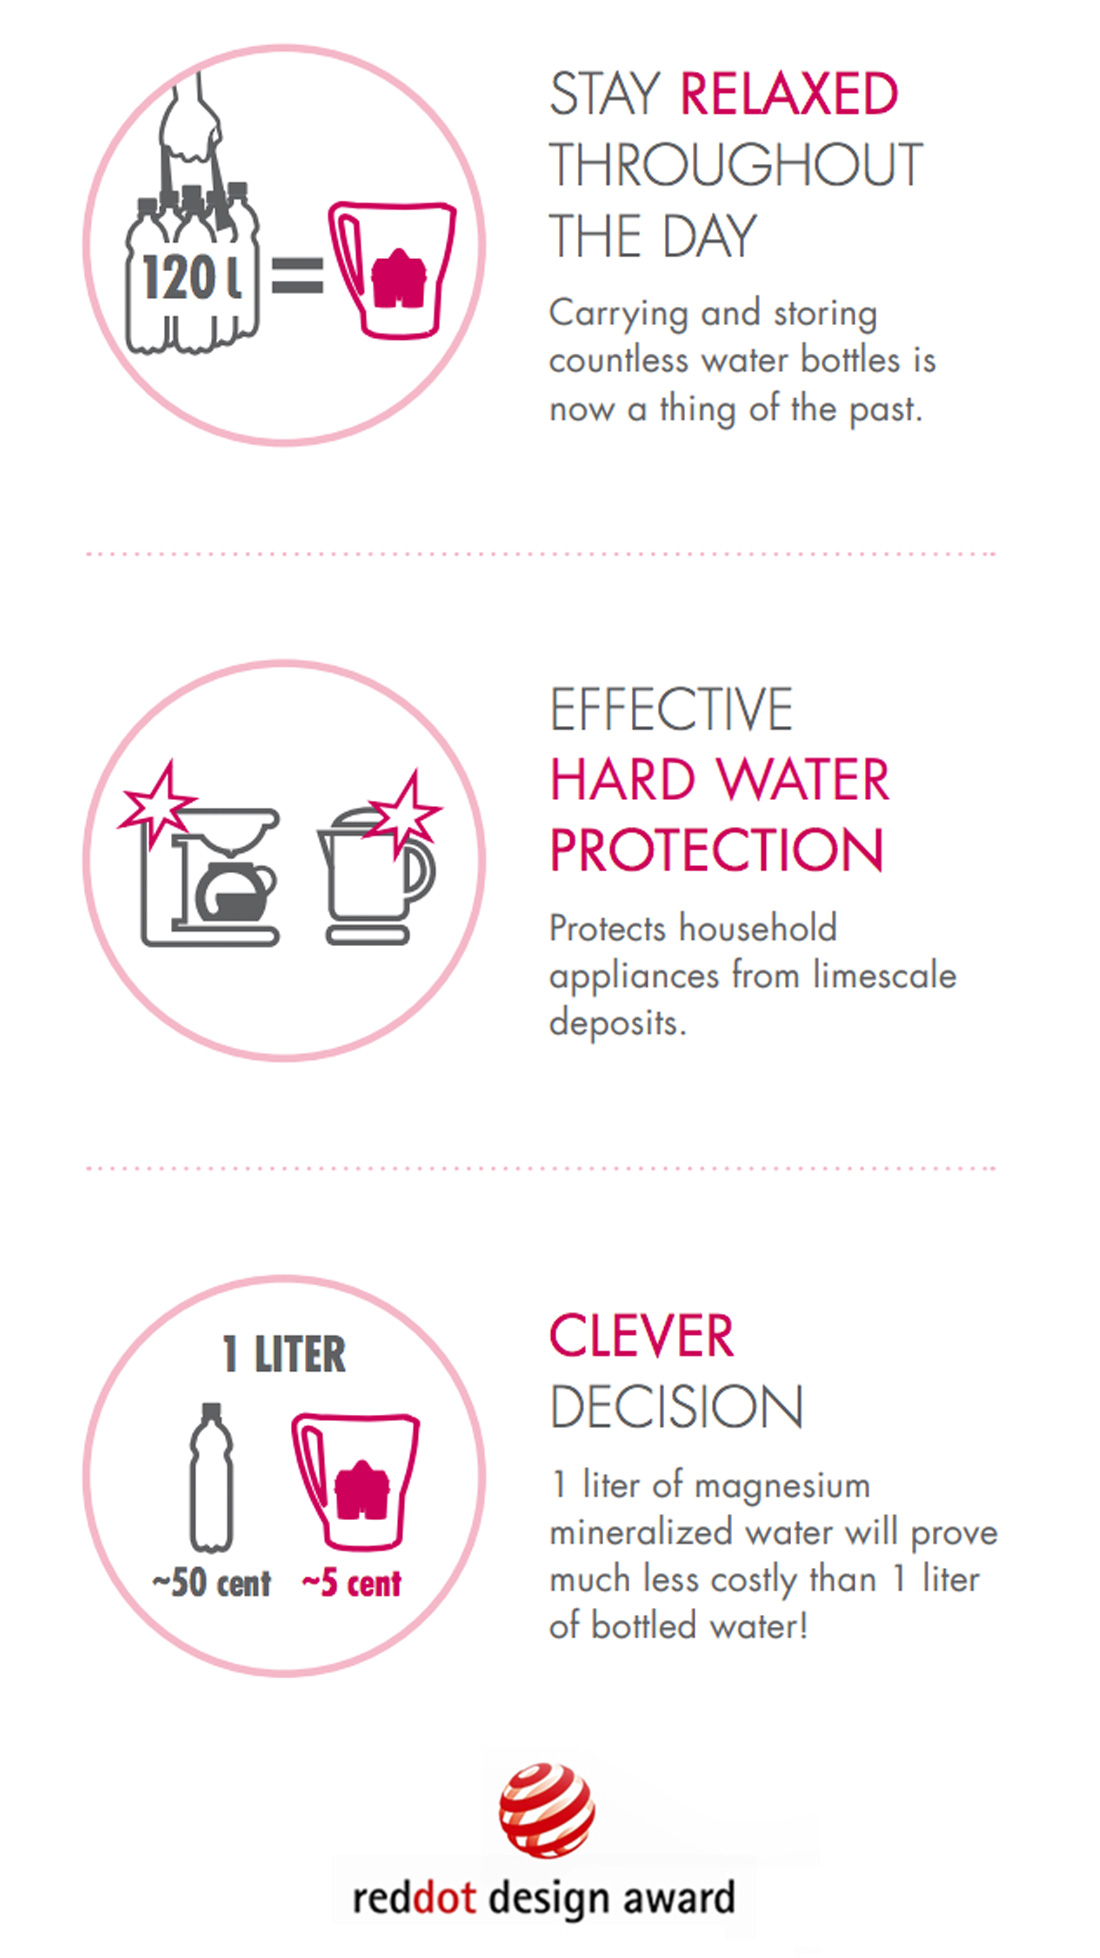 STAY RELAXED
THROUGHOUT
THE DAY
120 l
Carrying and storing
countless water bottles is
now a thing of the past.
EFFECTIVE
HARD WATER
PROTECTION
Protects household
appliances from limescale
deposits.
1 LITER
~50 cent ~5 cent
CLEVER
DECISION
1 liter of magnesium
mineralized water will prove
much less costly than 1 liter
of bottled water!
reddot design award